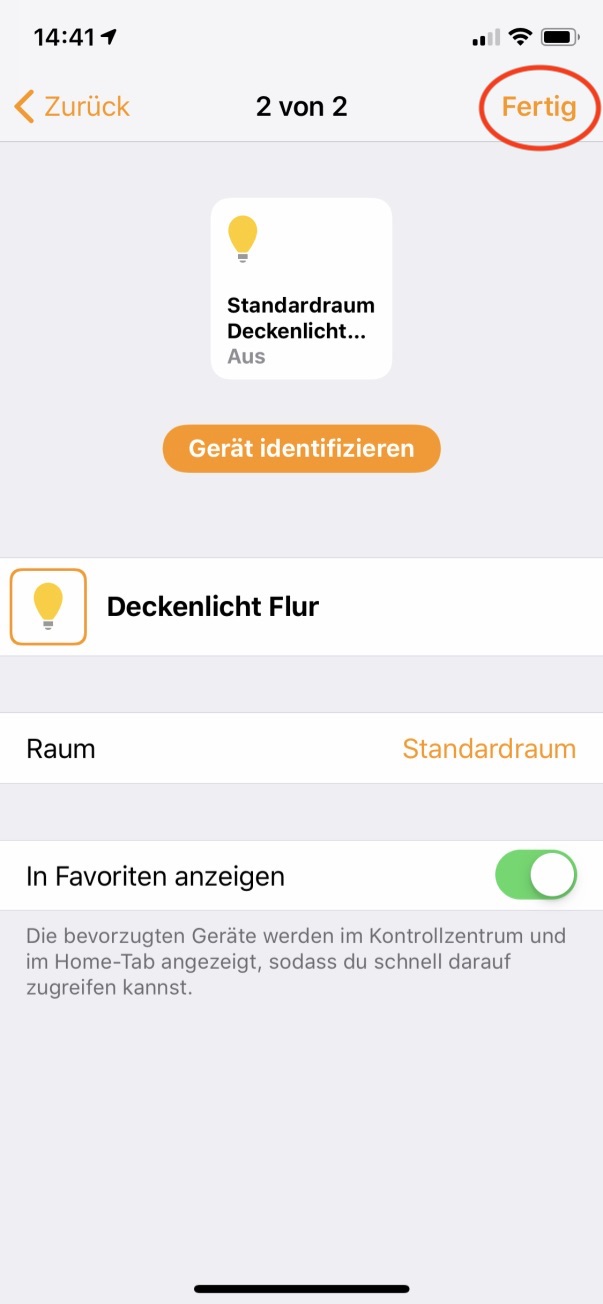 14:41
Zurück
2 von 2
Fertig
Standardraum
Deckenlicht...
Aus
Gerät identifizieren
Deckenlicht Flur
Raum
Standardraum
In Favoriten anzeigen
Die bevorzugten Geräte werden im Kontrollzentrum und
im Home-Tab angezeigt, sodass du schnell darauf
zugreifen kannst.